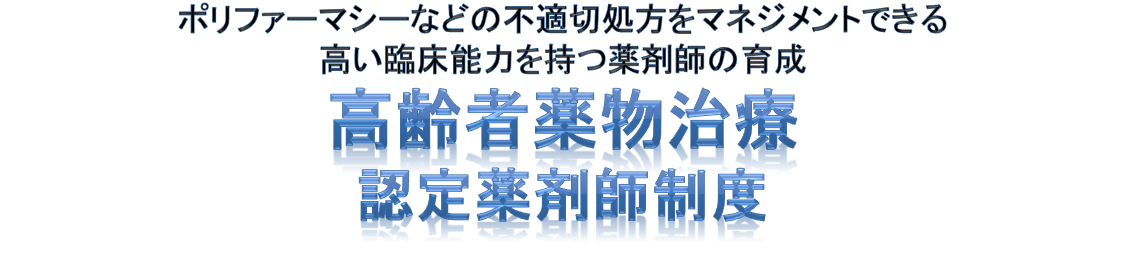 ポリファーマシーなどの不適切処方をマネジメントできる
高い臨床能力を持つ薬剤師の育成
高齢者薬物治療
認定薬剤師制度